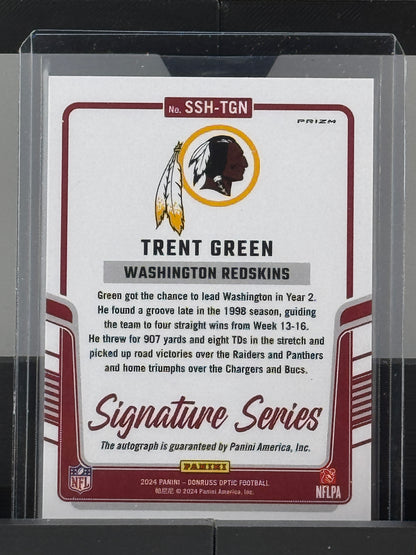 No. SSH-TGN
PRIZM
TRENT GREEN
WASHINGTON REDSKINS
Green got the chance to lead Washington in Year 2.
He found a groove late in the 1998 season, guiding
the team to four straight wins from Week 13-16.
He threw for 907 yards and eight TDs in the stretch and
picked up road victories over the Raiders and Panthers
and home triumphs over the Chargers and Bucs.
Signature Series
The autograph is guaranteed by Panini America, Inc.
PANINI
NFL
2024 PANINI - DONRUSS OPTIC FOOTBALL
帕尼尼 © 2024 Panini America, Inc.
NFLPA